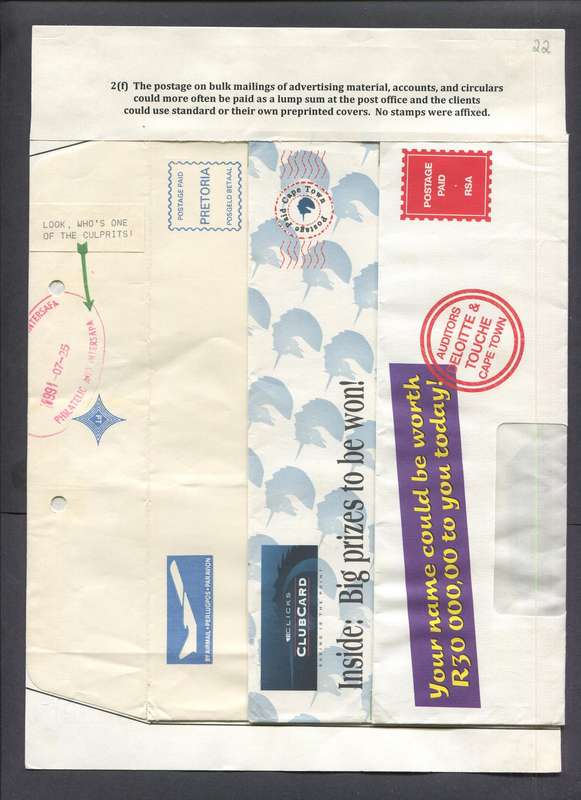 22
2(f) The postage on bulk mailings of advertising material, accounts, and circulars
could more often be paid as a lump sum at the post office and the clients
could use standard or their own preprinted covers. No stamps were affixed.
LOOK, WHO'S ONE
OF THE CULPRITS!
INTERSAPA
1991-07-25
PHILATELIC
INTERSAPA
POSTAGE PAID
PRETORIA
POSGELD BETAAL
BY AIRMAIL•PER LUGPOS•PAR AVION
Postage Paid Cape Town
CLICKS
CLUBCARD
Inside: Big prizes to be won!
POSTAGE
PAID
RSA
AUDITORS
DELOITTE &
TOUCHE
CAPE TOWN
Your name could be worth
R30 000,00 to you today!